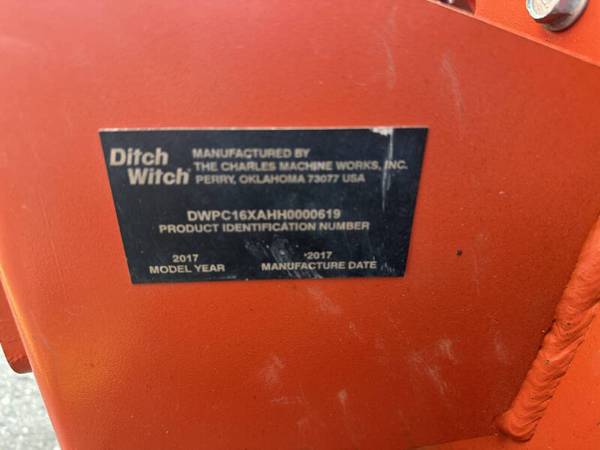 Ditch Witch
MANUFACTURED BY
THE CHARLES MACHINE WORKS, INC.
PERRY, OKLAHOMA 73077 USA
DWPC16XAHH0000619
PRODUCT IDENTIFICATION NUMBER
2017
MODEL YEAR
2017
MANUFACTURE DATE